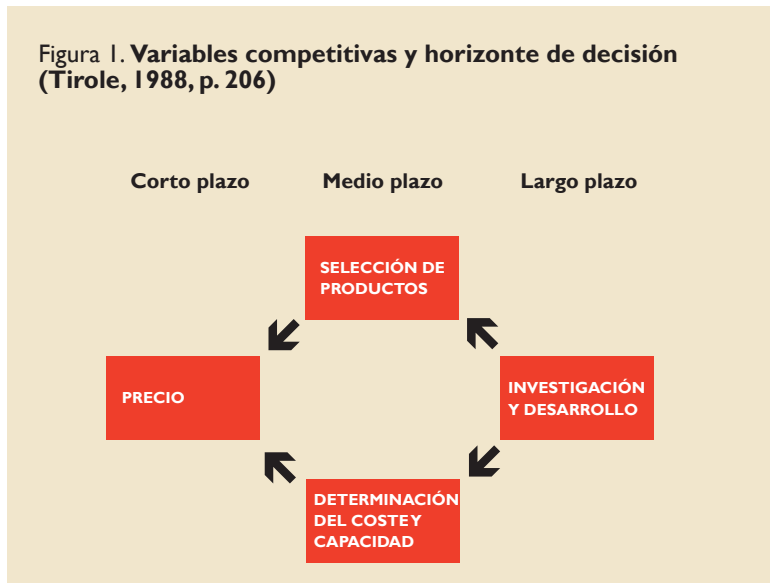 Figura 1. Variables competitivas y horizonte de decisión
(Tirole, 1988, p. 206)
Corto plazo
Medio plazo
Largo plazo
SELECCIÓN DE
PRODUCTOS
PRECIO
INVESTIGACIÓN
Y DESARROLLO
DETERMINACIÓN
DEL COSTE Y
CAPACIDAD